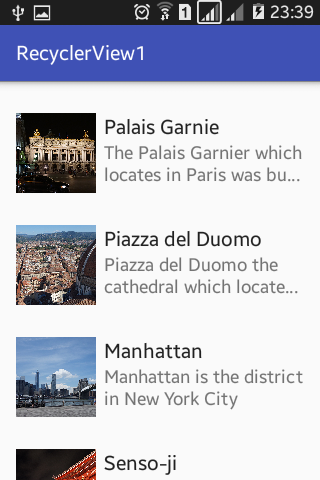 1 23:39
RecyclerView1
Palais Garnie
The Palais Garnier which
locates in Paris was bu...
Piazza del Duomo
Piazza del Duomo the
cathedral which locate...
Manhattan
Manhattan is the district
in New York City
Senso-ji